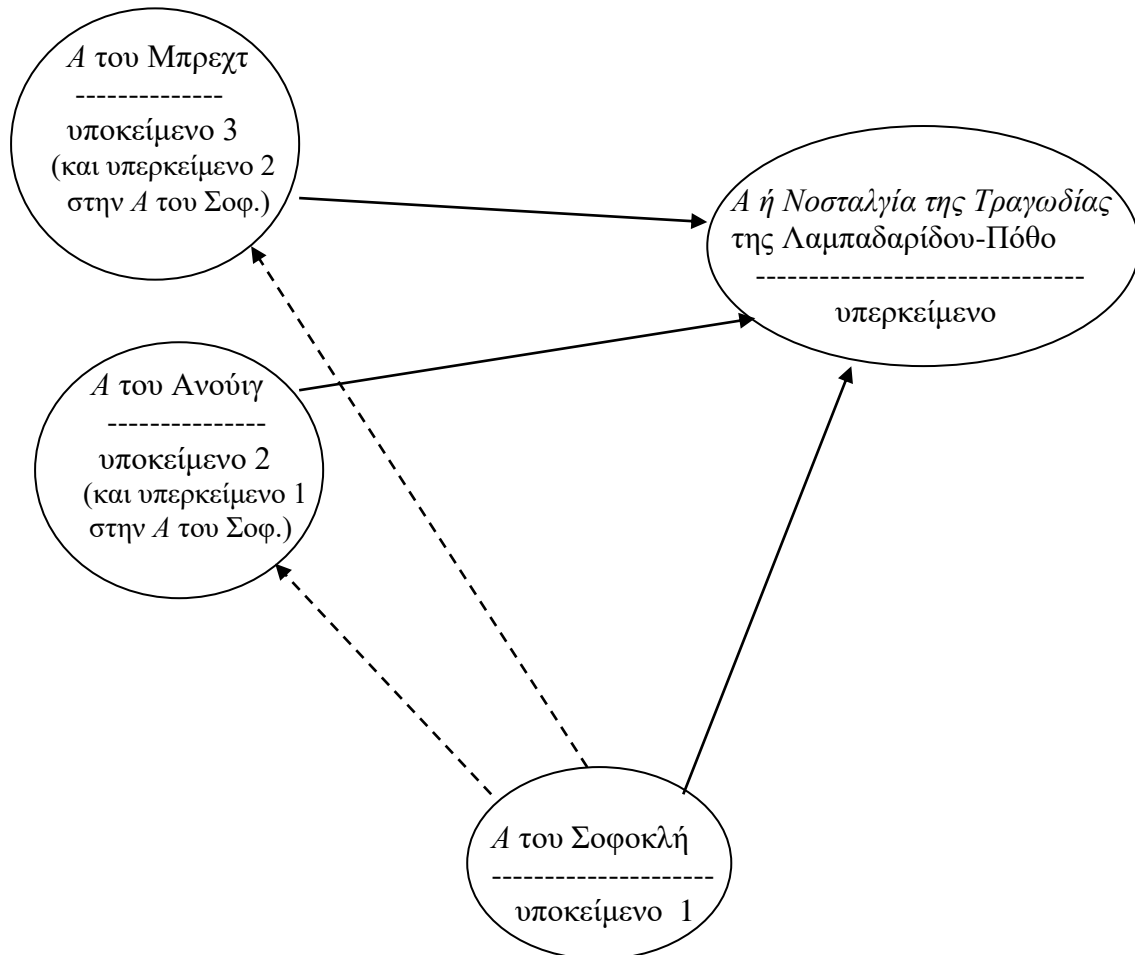 Α του Μπρεχτ
--------------
υποκείμενο 3
(και υπερκείμενο 2
στην Α του Σοφ.)
Α ή Νοσταλγία της Τραγωδίας
της Λαμπαδαρίδου-Πόθο
-------------------------------
υπερκείμενο
Α του Ανούιγ
---------------
υποκείμενο 2
(και υπερκείμενο 1
στην Α του Σοφ.)
Α του Σοφοκλή
---------------------
υποκείμενο 1